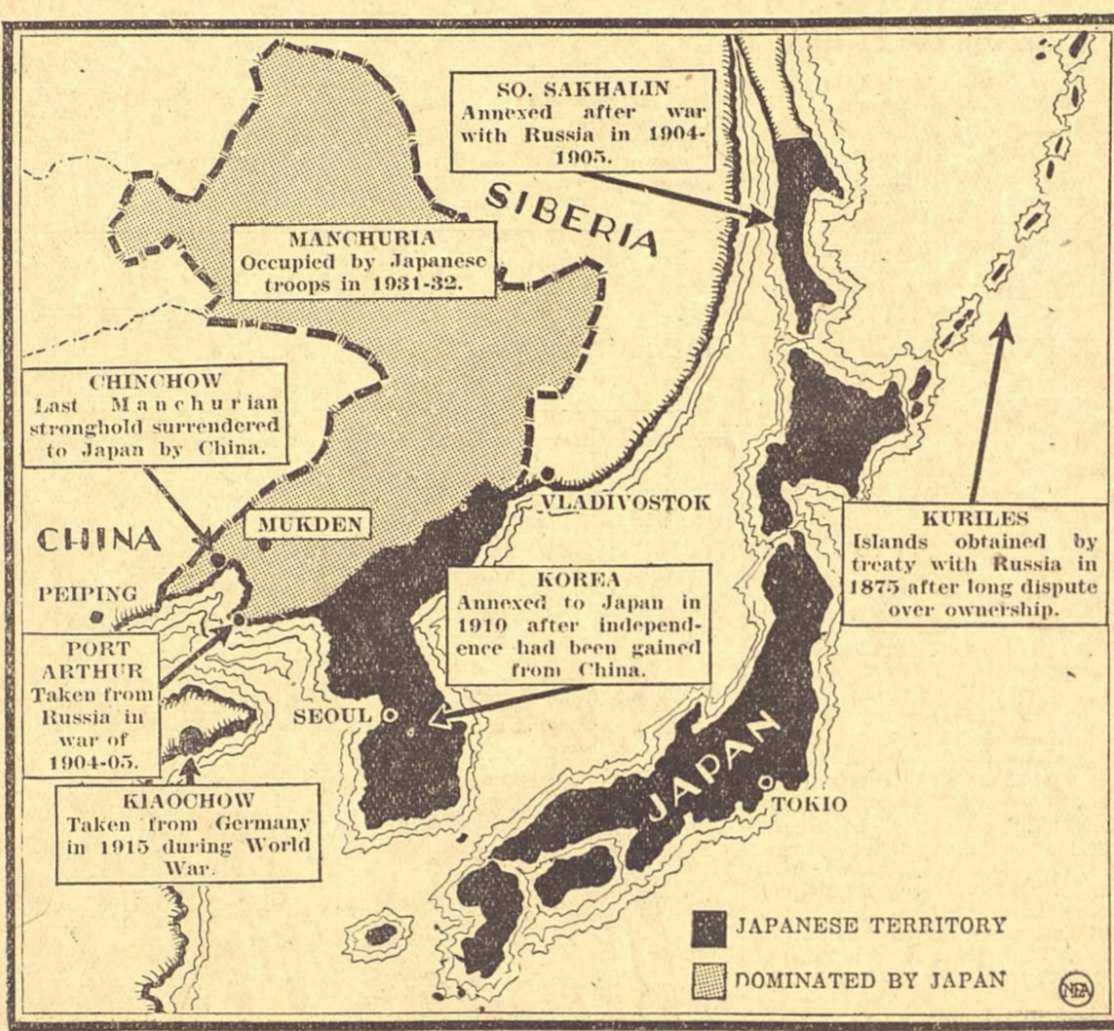 SO. SAKHALIN
Annexed after war
with Russia in 1904-
1905.
SIBERIA
MANCHURIA
Occupied by Japanese
troops in 1931-32.
CHINCHOW
Last Manchurian
stronghold surrendered
to Japan by China.
VLADIVOSTOK
MUKDEN
CHINA
KURILES
Islands obtained by
treaty with Russia in
1875 after long dispute
over ownership.
PEIPING
KOREA
Annexed to Japan in
1910 after independ-
ence had been gained
from China.
PORT
ARTHUR
Taken from
Russia in
war of
1904-05.
SEOUL
JAPAN
TOKIO
KIAOCHOW
Taken from Germany
in 1915 during World
War.
JAPANESE TERRITORY
DOMINATED BY JAPAN
NEA